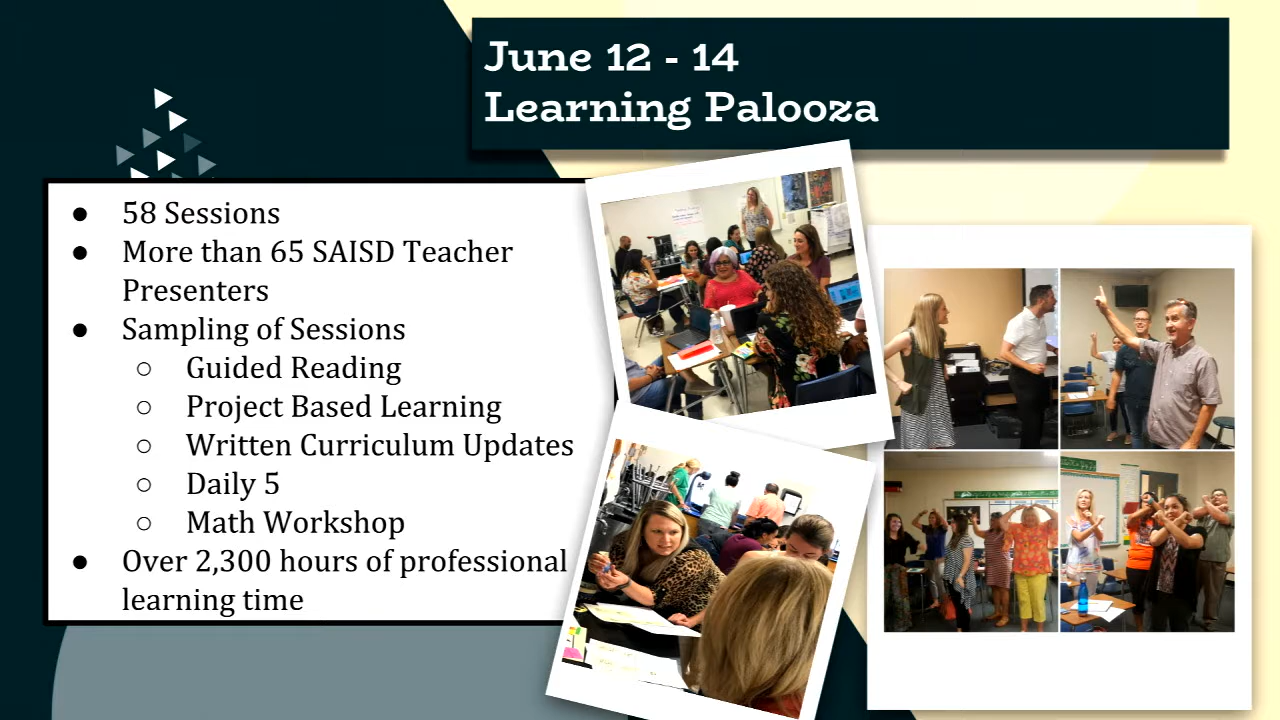 June 12 - 14
Learning Palooza
● 58 Sessions
● More than 65 SAISD Teacher
Presenters
● Sampling of Sessions
○ Guided Reading
○ Project Based Learning
○ Written Curriculum Updates
○ Daily 5
○ Math Workshop
● Over 2,300 hours of professional
learning time